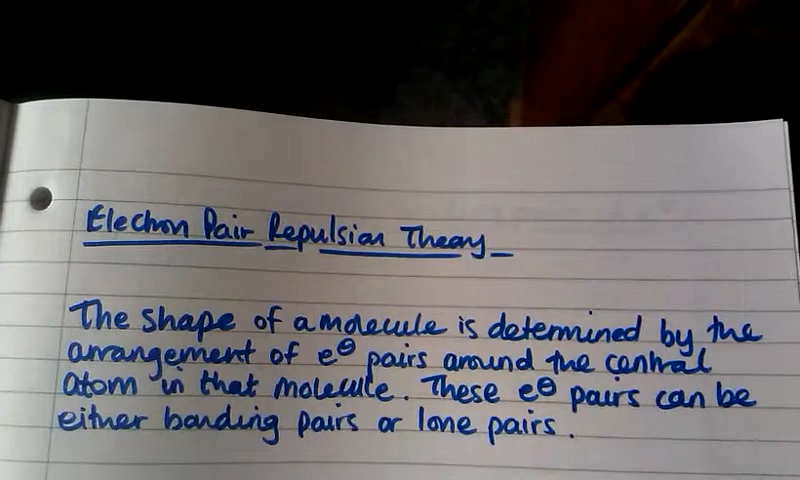 Electron Pair Repulsion Theory
The shape of a molecule is determined by the
arrangement of e⊖ pairs around the central
atom in that molecule. These e⊖ pairs can be
either bonding pairs or lone pairs.